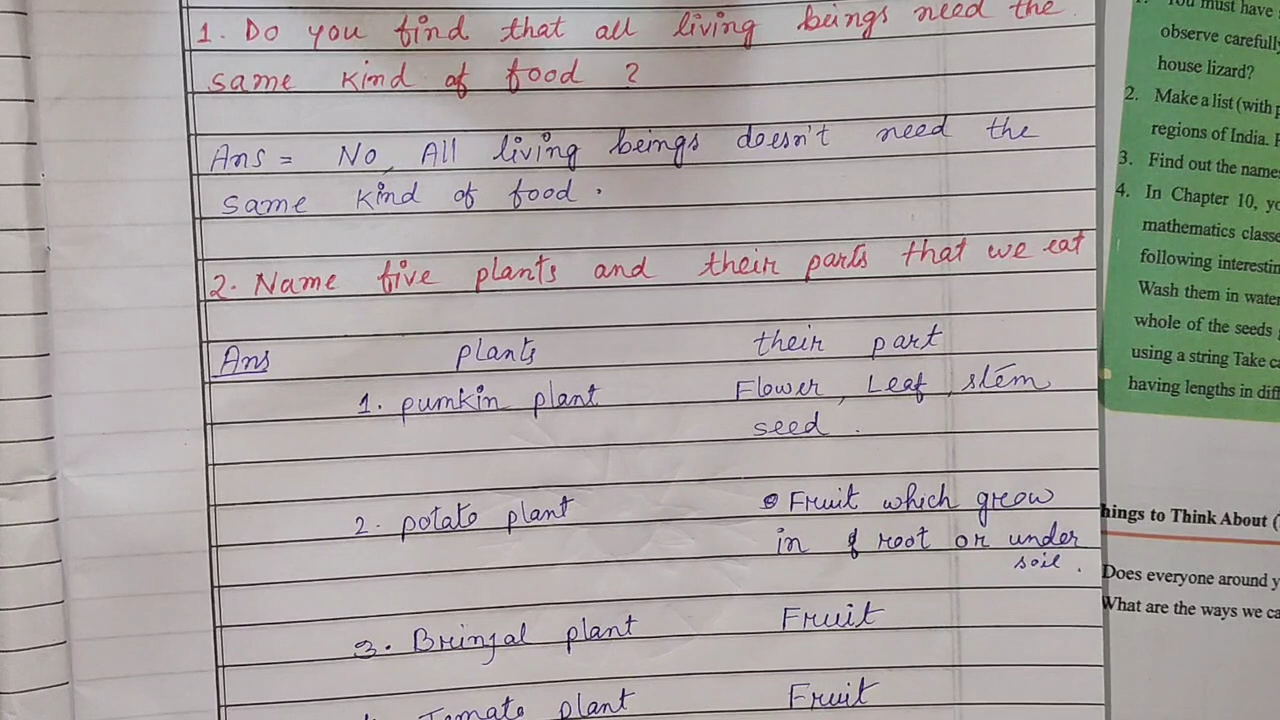 1. Do you find that all living beings need the
same kind of food ?
Ans = No, All living beings doesn't need the
same kind of food .
2. Name five plants and their parts that we eat
Ans plants their part
1. pumkin plant Flower, Leaf, stem
seed .
2. potato plant Fruit which grow
in root or under
soil .
3. Brinjal plant Fruit
Tomato plant Fruit
must have
observe carefully
house lizard?
2. Make a list (with
regions of India.
3. Find out the name
4. In Chapter 10,
mathematics classe
following interestin
Wash them in water
whole of the seeds
using a string Take
having lengths in
hings to Think About (
Does everyone around
What are the ways we